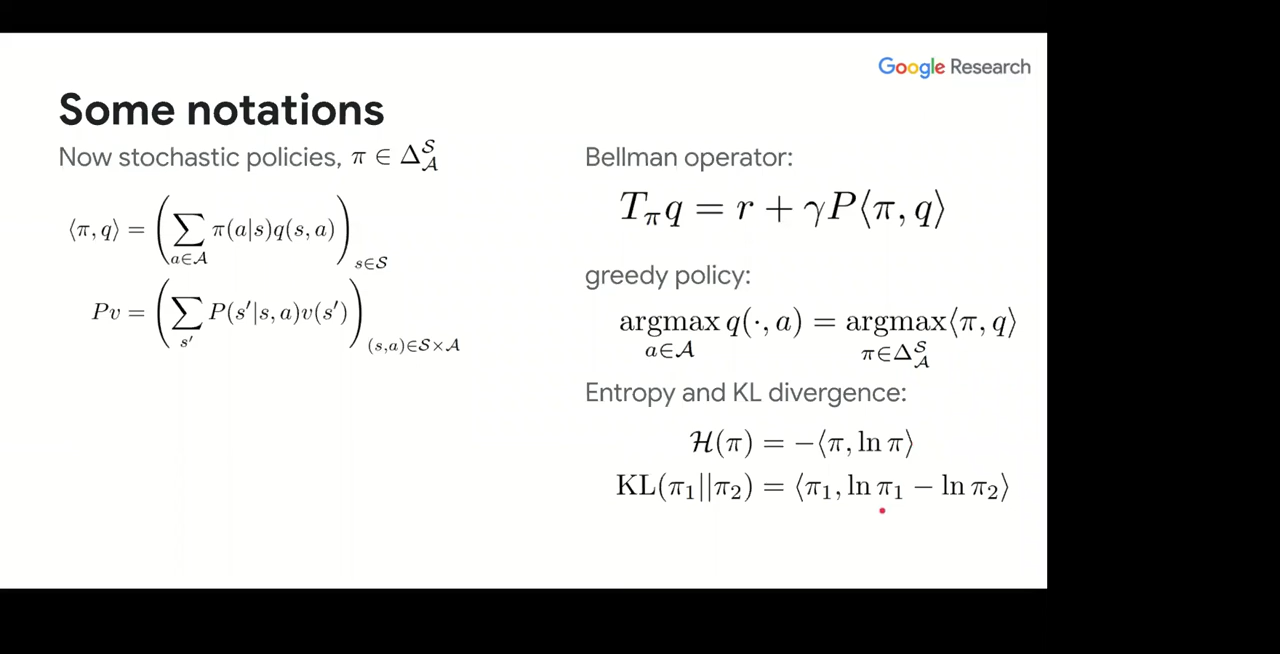 Google Research
Some notations
Now stochastic policies, π ∈ Δ_𝒜^𝒮
⟨π, q⟩ = (∑_{a∈𝒜} π(a|s)q(s, a))_{s∈𝒮}
Pv = (∑_{s′} P(s′|s, a)v(s′))_{(s,a)∈𝒮×𝒜}
Bellman operator:
T_π q = r + γP⟨π, q⟩
greedy policy:
argmax_{a∈𝒜} q(·, a) = argmax_{π∈Δ_𝒜^𝒮} ⟨π, q⟩
Entropy and KL divergence:
ℋ(π) = −⟨π, ln π⟩
KL(π₁||π₂) = ⟨π₁, ln π₁ − ln π₂⟩